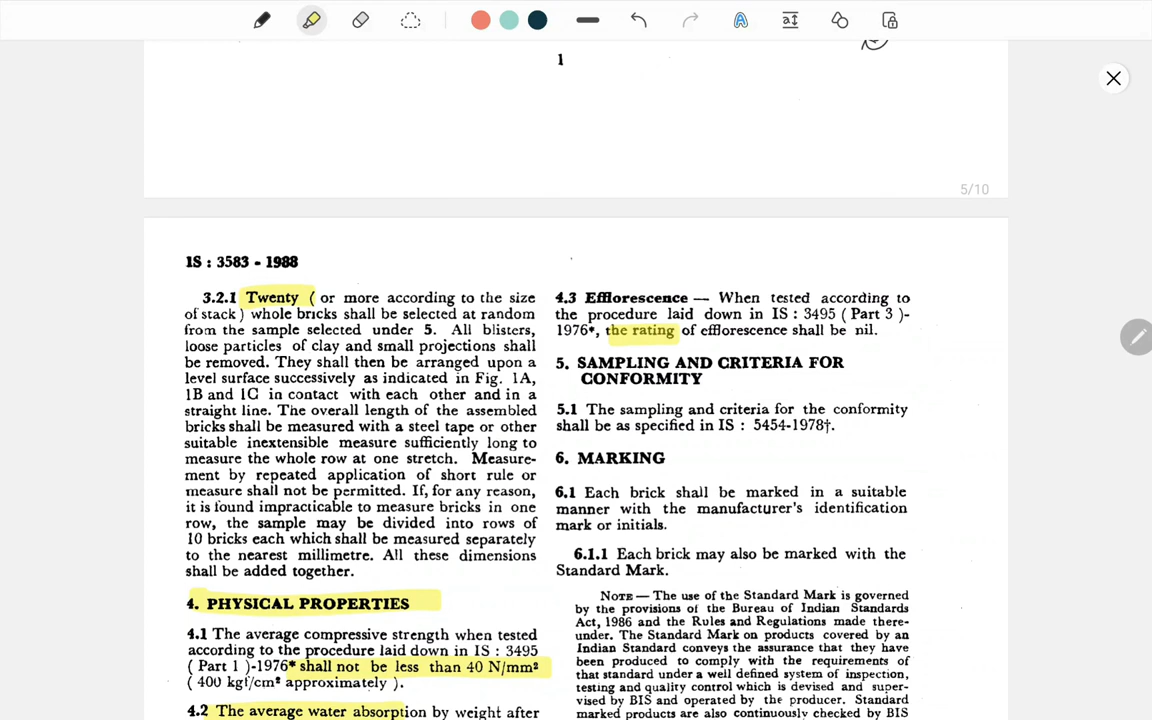 1
5/10
IS : 3583 - 1988
3.2.1 Twenty ( or more according to the size
of stack ) whole bricks shall be selected at random
from the sample selected under 5. All blisters,
loose particles of clay and small projections shall
be removed. They shall then be arranged upon a
level surface successively as indicated in Fig. 1A,
1B and 1C in contact with each other and in a
straight line. The overall length of the assembled
bricks shall be measured with a steel tape or other
suitable inextensible measure sufficiently long to
measure the whole row at one stretch. Measure-
ment by repeated application of short rule or
measure shall not be permitted. If, for any reason,
it is found impracticable to measure bricks in one
row, the sample may be divided into rows of
10 bricks each which shall be measured separately
to the nearest millimetre. All these dimensions
shall be added together.
4. PHYSICAL PROPERTIES
4.1 The average compressive strength when tested
according to the procedure laid down in IS : 3495
( Part 1 )-1976* shall not be less than 40 N/mm²
( 400 kgf/cm² approximately ).
4.2 The average water absorption by weight after
4.3 Efflorescence — When tested according to
the procedure laid down in IS : 3495 ( Part 3 )-
1976*, the rating of efflorescence shall be nil.
5. SAMPLING AND CRITERIA FOR
CONFORMITY
5.1 The sampling and criteria for the conformity
shall be as specified in IS : 5454-1978†.
6. MARKING
6.1 Each brick shall be marked in a suitable
manner with the manufacturer's identification
mark or initials.
6.1.1 Each brick may also be marked with the
Standard Mark.
NOTE — The use of the Standard Mark is governed
by the provisions of the Bureau of Indian Standards
Act, 1986 and the Rules and Regulations made there-
under. The Standard Mark on products covered by an
Indian Standard conveys the assurance that they have
been produced to comply with the requirements of
that standard under a well defined system of inspection,
testing and quality control which is devised and super-
vised by BIS and operated by the producer. Standard
marked products are also continuously checked by BIS